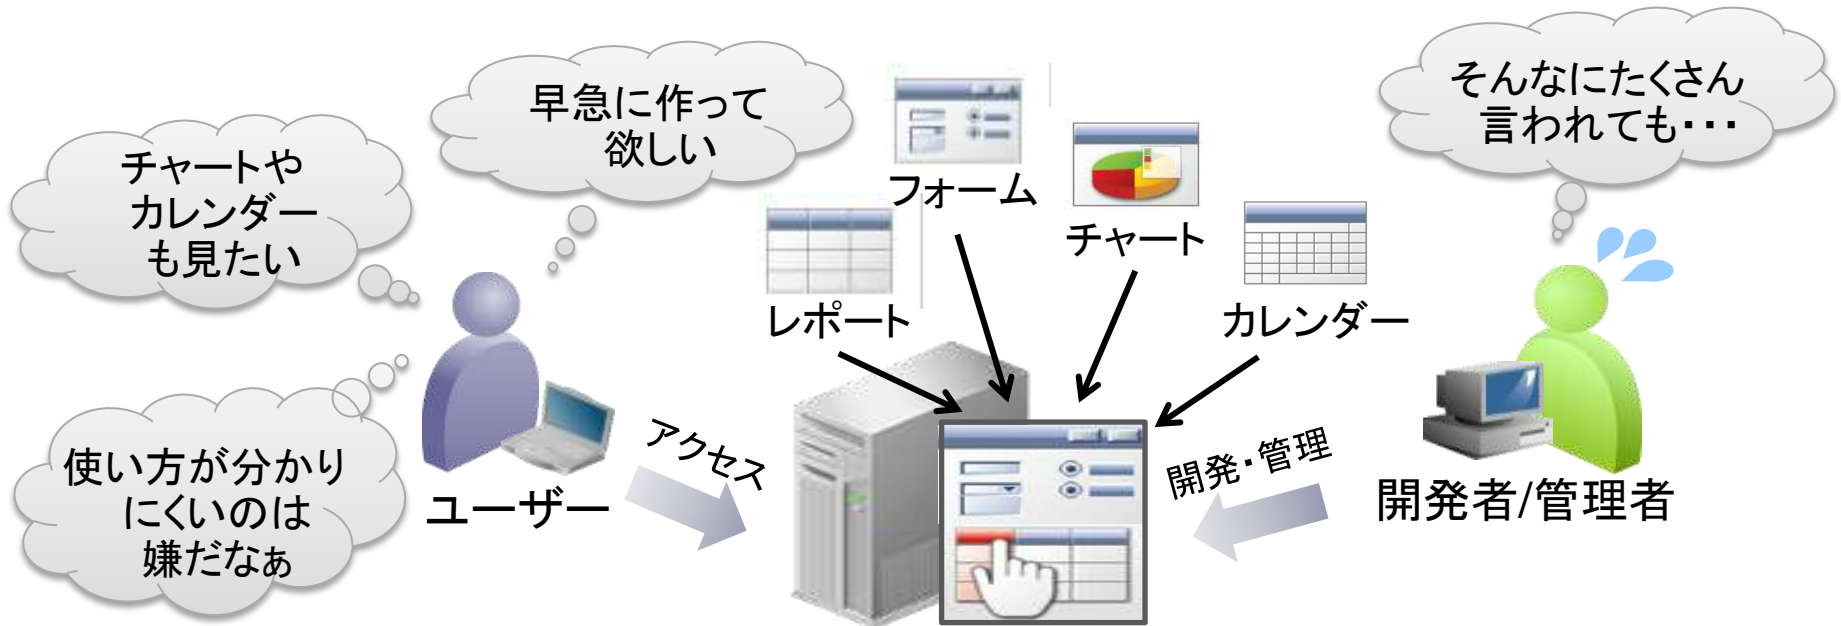 チャートや
カレンダー
も見たい
早急に作って
欲しい
使い方が分かり
にくいのは
嫌だなぁ
ユーザー
アクセス
レポート
フォーム
チャート
カレンダー
開発・管理
そんなにたくさん
言われても・・・
開発者/管理者